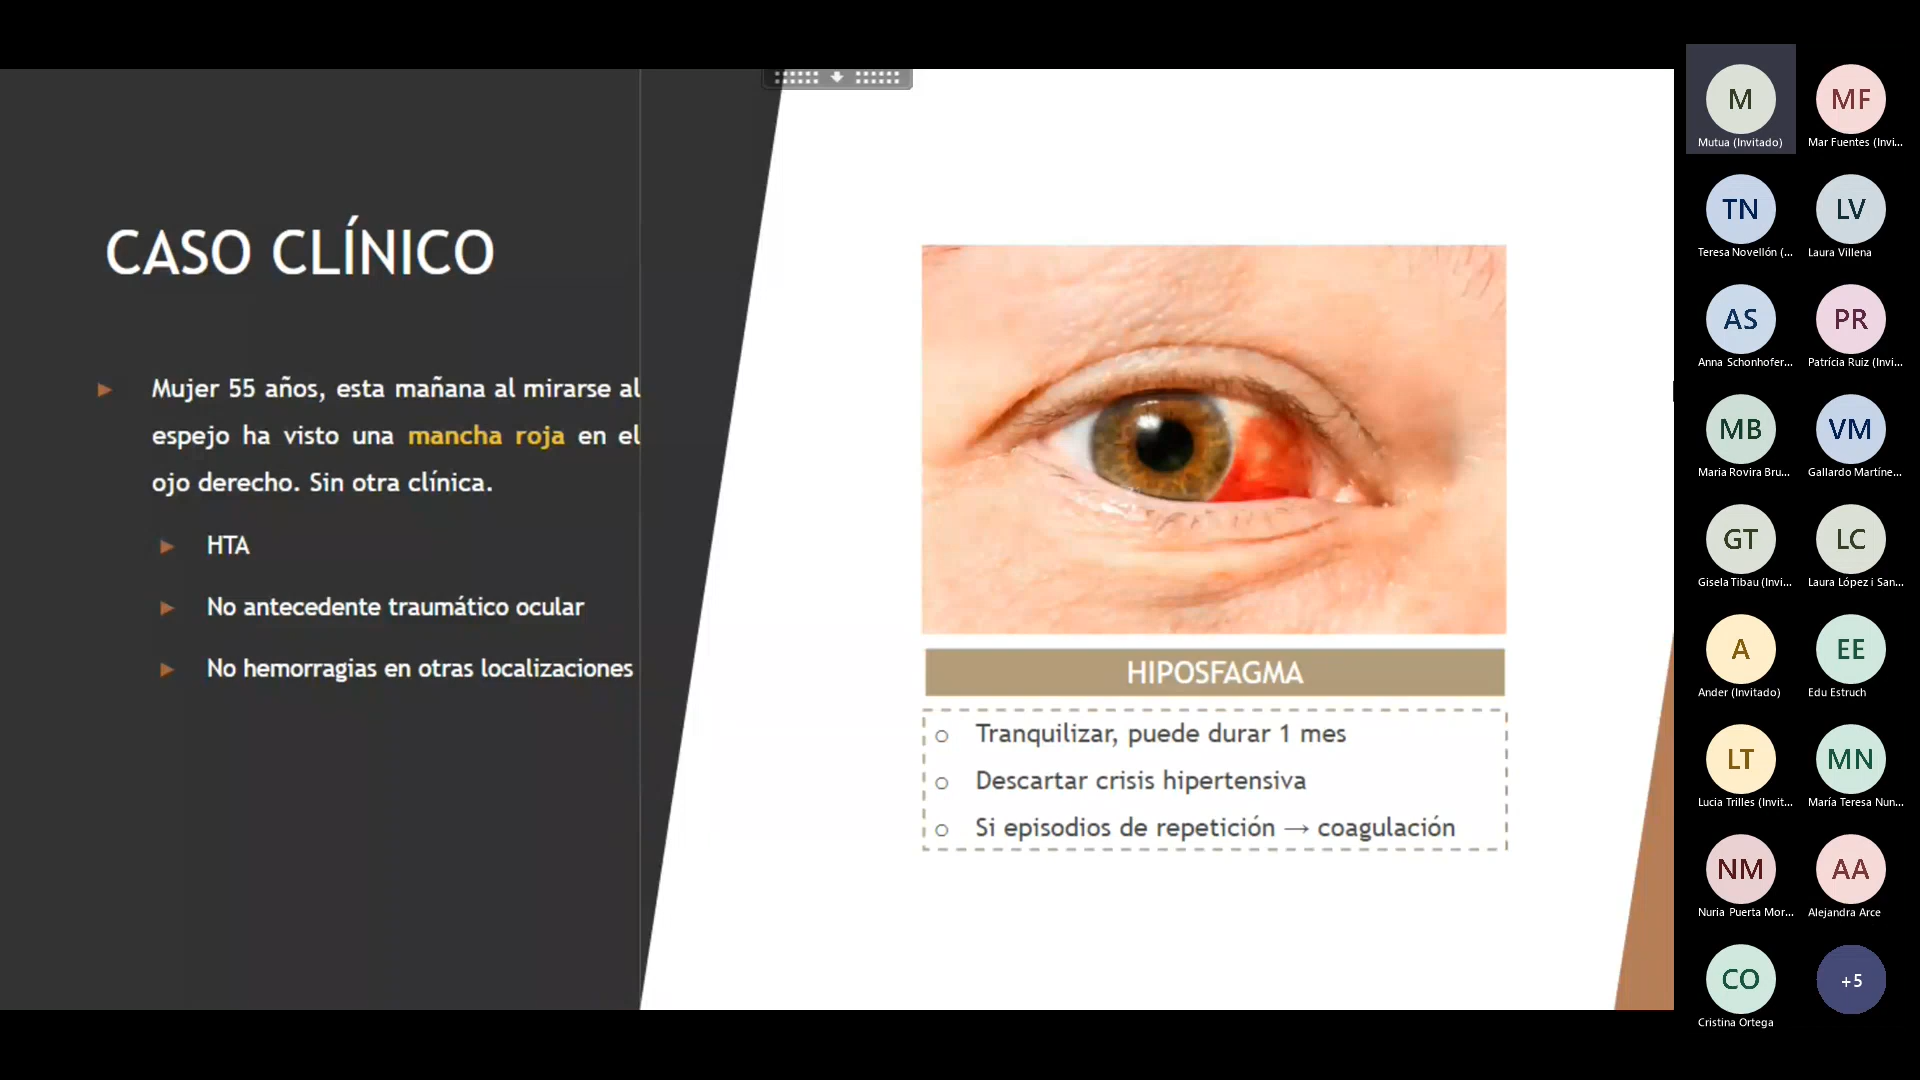 CASO CLÍNICO
Mujer 55 años, esta mañana al mirarse al
espejo ha visto una mancha roja en el
ojo derecho. Sin otra clínica.
HTA
No antecedente traumático ocular
No hemorragias en otras localizaciones
HIPOSFAGMA
Tranquilizar, puede durar 1 mes
Descartar crisis hipertensiva
Si episodios de repetición → coagulación
M
Mutua (Invitado)
MF
Mar Fuentes (Invi...
TN
Teresa Novellón (...
LV
Laura Villena
AS
Anna Schonhofer...
PR
Patrícia Ruiz (Invi...
MB
Maria Rovira Bru...
VM
Gallardo Martíne...
GT
Gisela Tibau (Invi...
LC
Laura López i San...
A
Ander (Invitado)
EE
Edu Estruch
LT
Lucia Trilles (Invit...
MN
María Teresa Nun...
NM
Nuria Puerta Mor...
AA
Alejandra Arce
CO
Cristina Ortega
+5